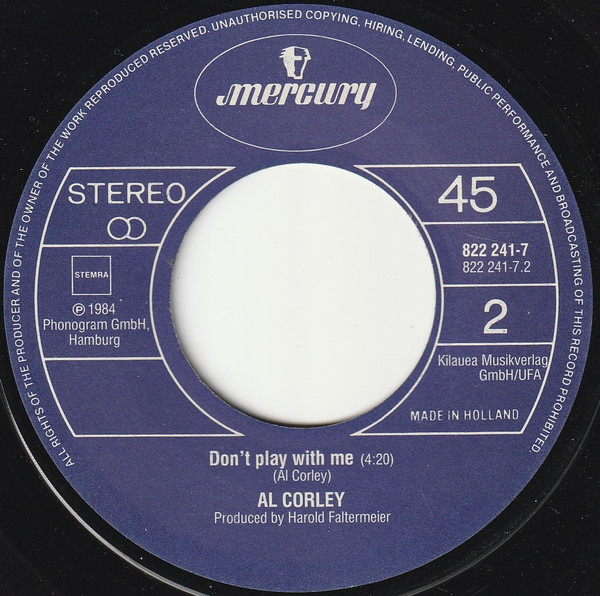 ALL RIGHTS OF THE PRODUCER AND OF THE OWNER OF THE WORK REPRODUCED RESERVED. UNAUTHORISED COPYING, HIRING, LENDING, PUBLIC PERFORMANCE AND BROADCASTING OF THIS RECORD PROHIBITED.
mercury
STEREO
STEMRA
℗ 1984
Phonogram GmbH,
Hamburg
45
822 241-7
822 241-7.2
2
Kilauea Musikverlag
GmbH/UFA
MADE IN HOLLAND
Don't play with me (4:20)
(Al Corley)
AL CORLEY
Produced by Harold Faltermeier